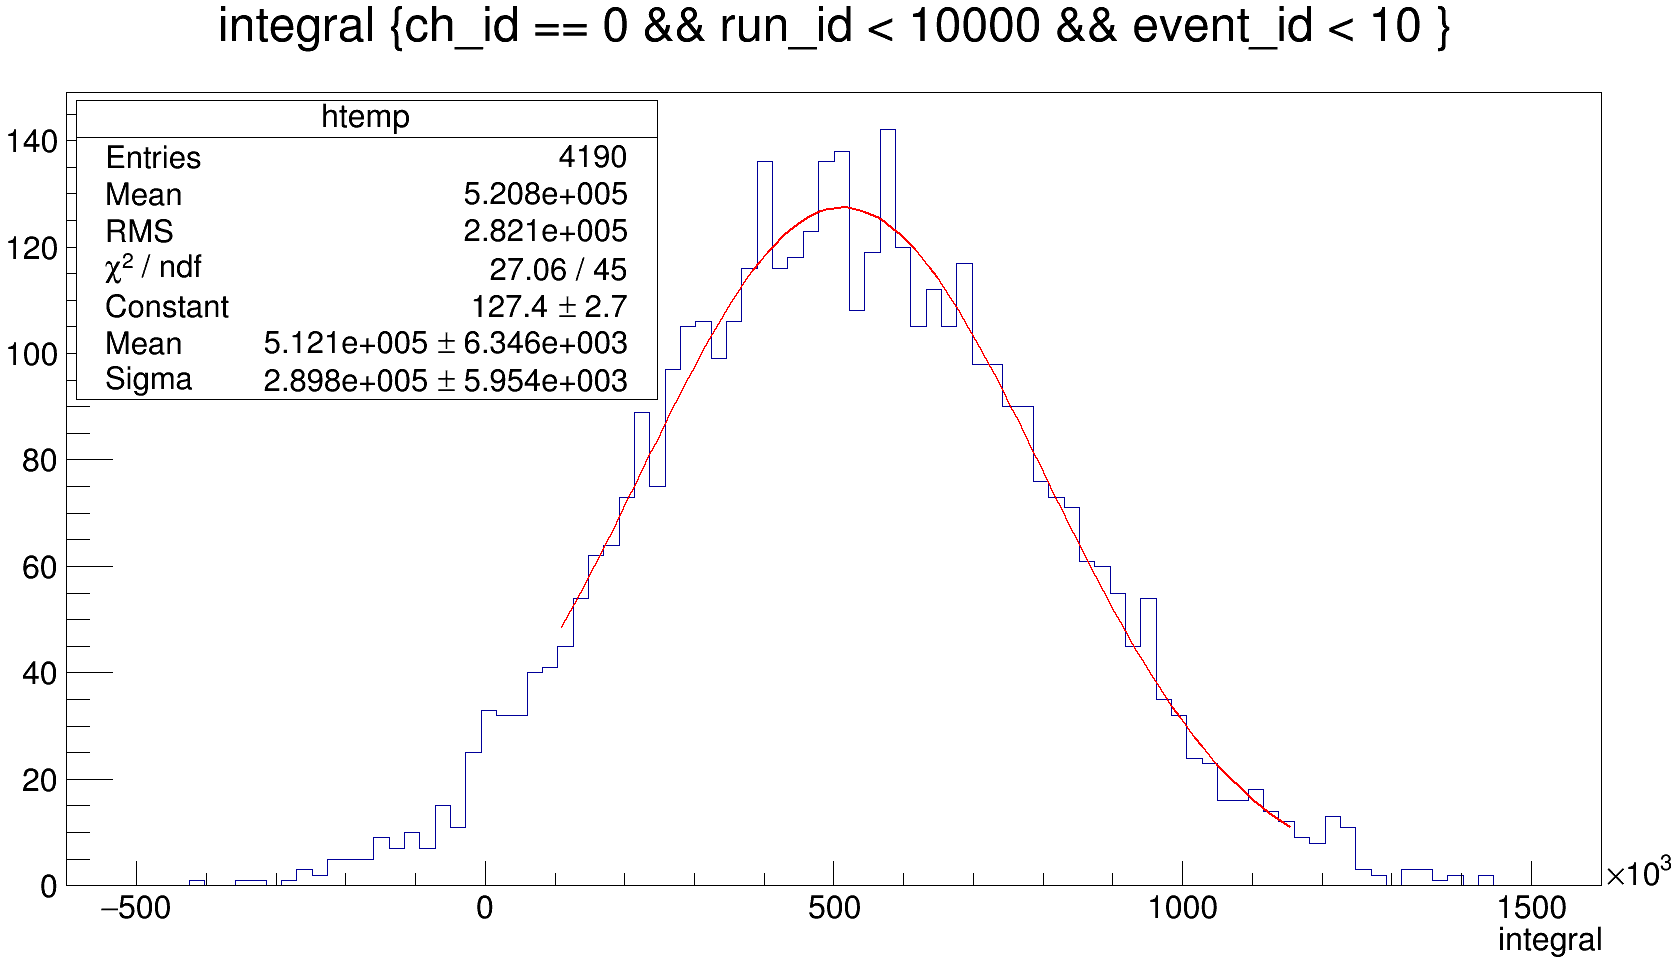 integral {ch_id == 0 && run_id < 10000 && event_id < 10 }
htemp
Entries 4190
Mean 5.208e+005
RMS 2.821e+005
χ² / ndf 27.06 / 45
Constant 127.4 ± 2.7
Mean 5.121e+005 ± 6.346e+003
Sigma 2.898e+005 ± 5.954e+003
140
120
100
80
60
40
20
0
−500 0 500 1000 1500
×10³
integral